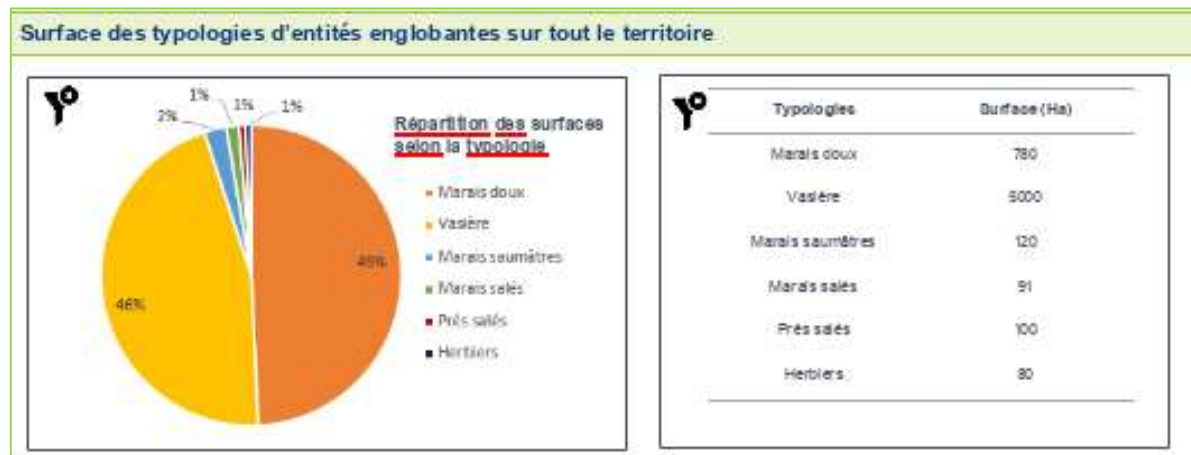 Surface des typologies d'entités englobantes sur tout le territoire
1%
1%
1%
2%
Répartition des surfaces
selon la typologie
Marais doux
Vasière
Marais saumâtres
Marais salés
Prés salés
Herbiers
49%
46%
Typologies Surface (Ha)
Marais doux 780
Vasière 5000
Marais saumâtres 120
Marais salés 91
Prés salés 100
Herbiers 80